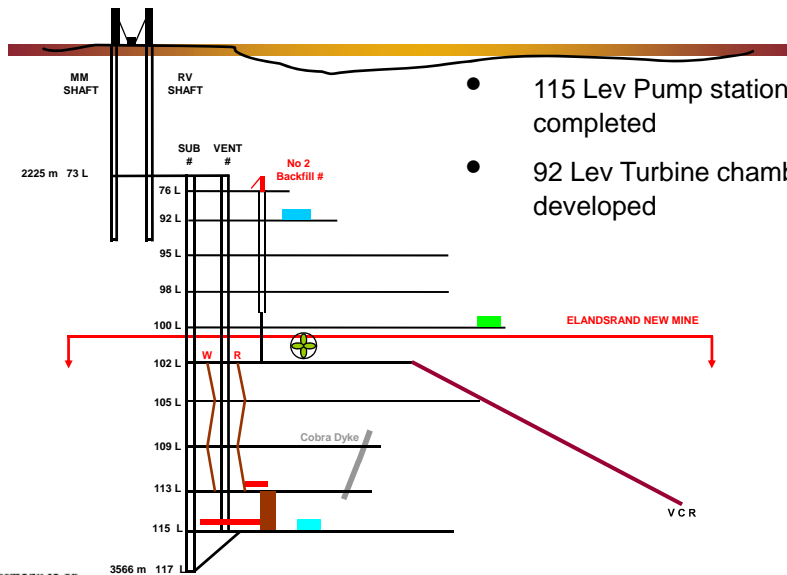 MM
SHAFT
RV
SHAFT
● 115 Lev Pump station
completed
● 92 Lev Turbine
developed
SUB
#
VENT
#
No 2
Backfill #
2225 m 73 L
76 L
92 L
95 L
98 L
100 L
ELANDSRAND NEW MINE
W R
102 L
105 L
Cobra Dyke
109 L
113 L
V C R
115 L
3566 m 117 L